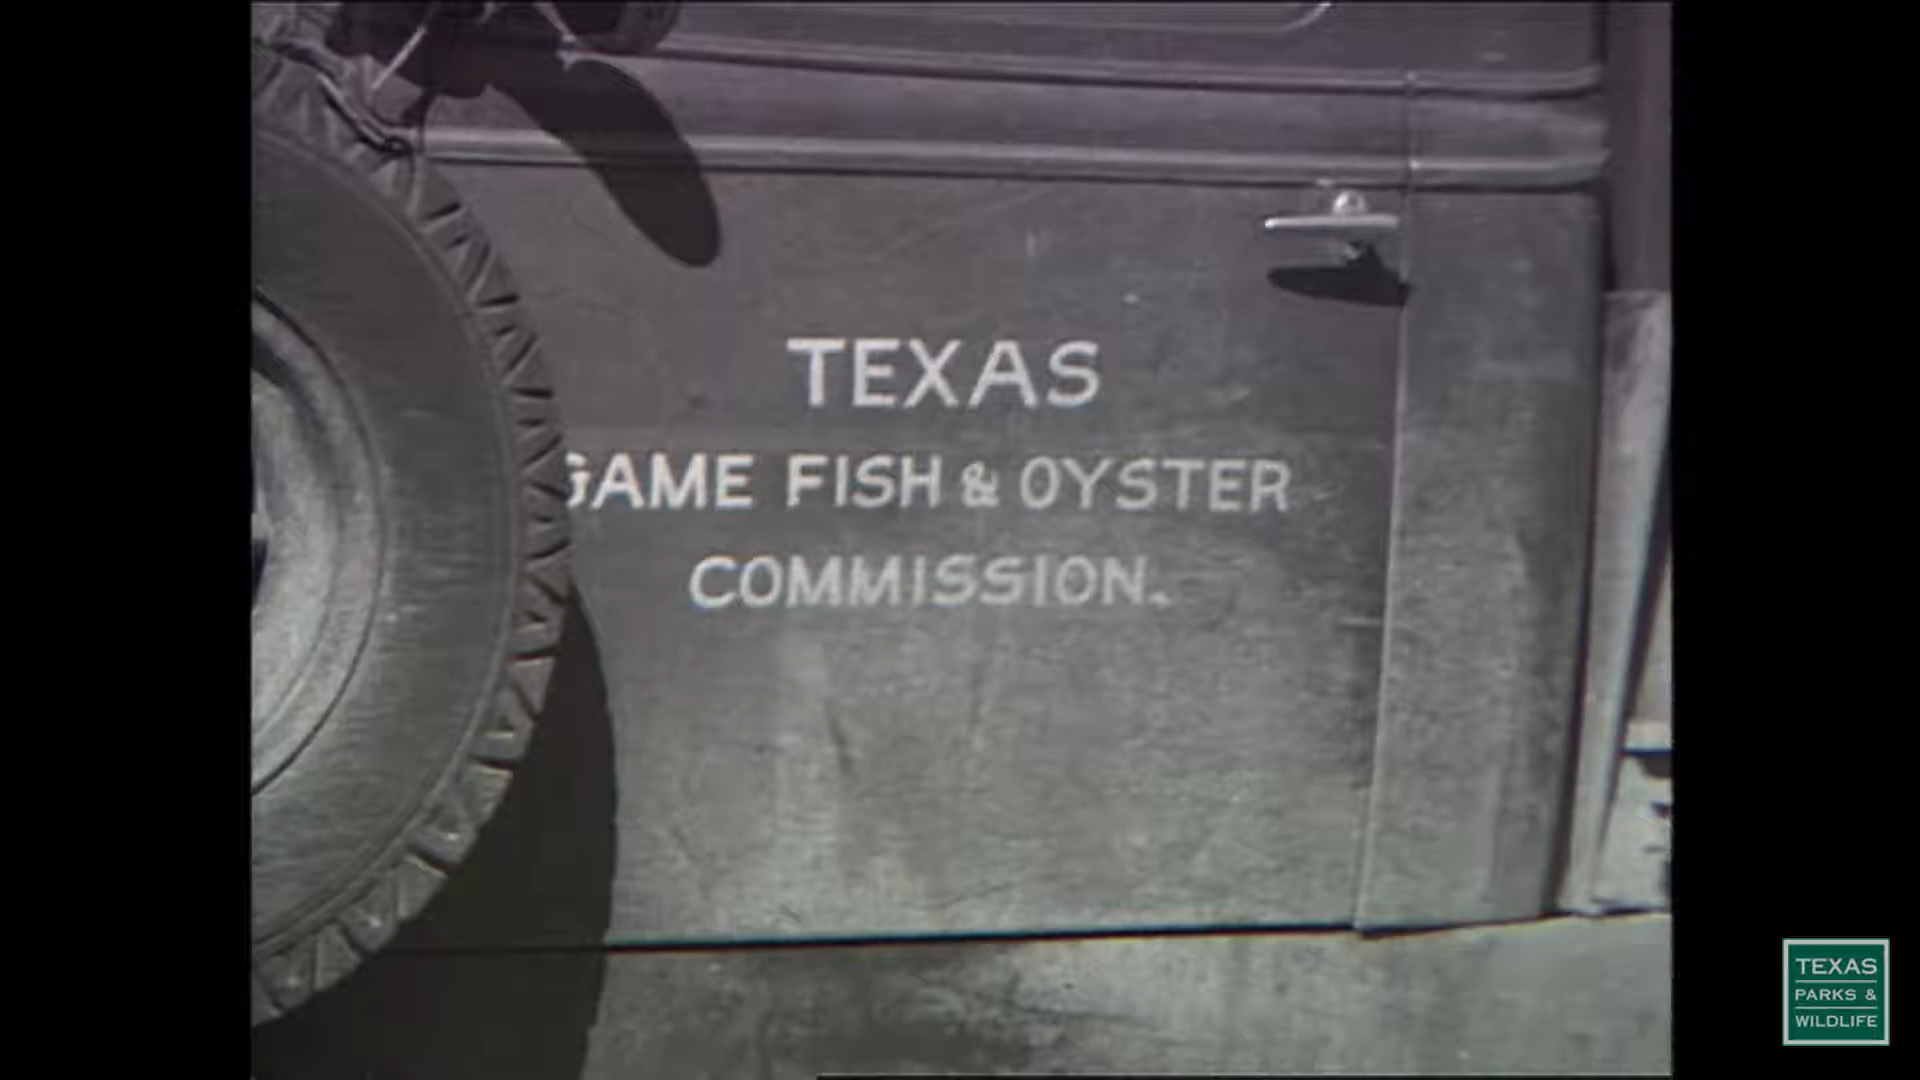 TEXAS
GAME FISH & OYSTER
COMMISSION.
TEXAS
PARKS &
WILDLIFE